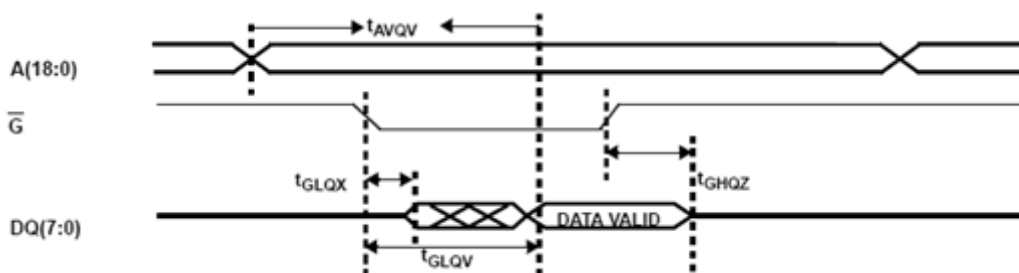 tAVQV
A(18:0)
G
tGLQX
tGHQZ
DQ(7:0)
DATA VALID
tGLQV